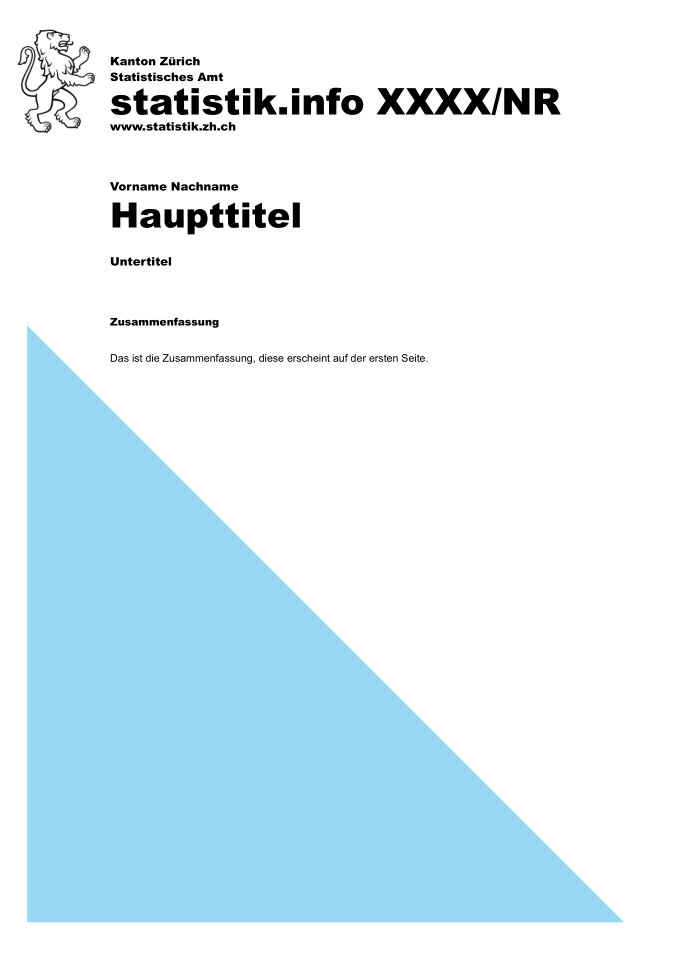 Kanton Zürich
Statistisches Amt
statistik.info XXXX/NR
www.statistik.zh.ch
Vorname Nachname
Haupttitel
Untertitel
Zusammenfassung
Das ist die Zusammenfassung, diese erscheint auf der ersten Seite.